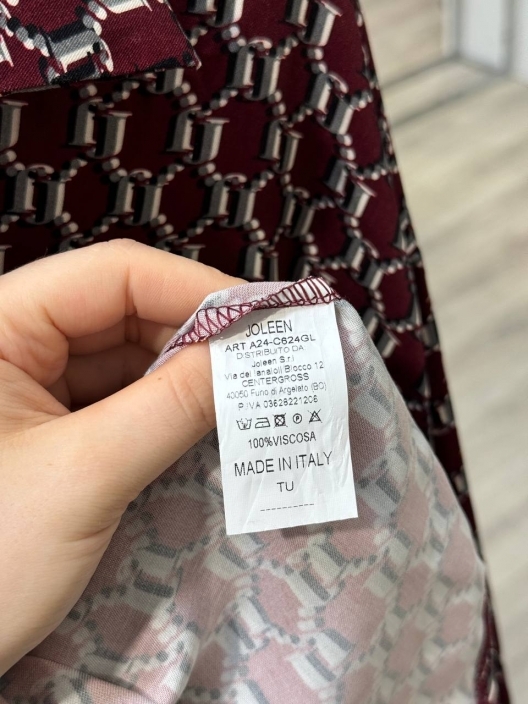 JOLEEN
ART A24-C624GL
DISTRIBUITO DA
Joleen S.r.l
Via dei lanaioli Blocco 12
CENTERGROSS
40050 Funo di Argelato (BO)
P.IVA 03626221206
100%VISCOSA
MADE IN ITALY
TU